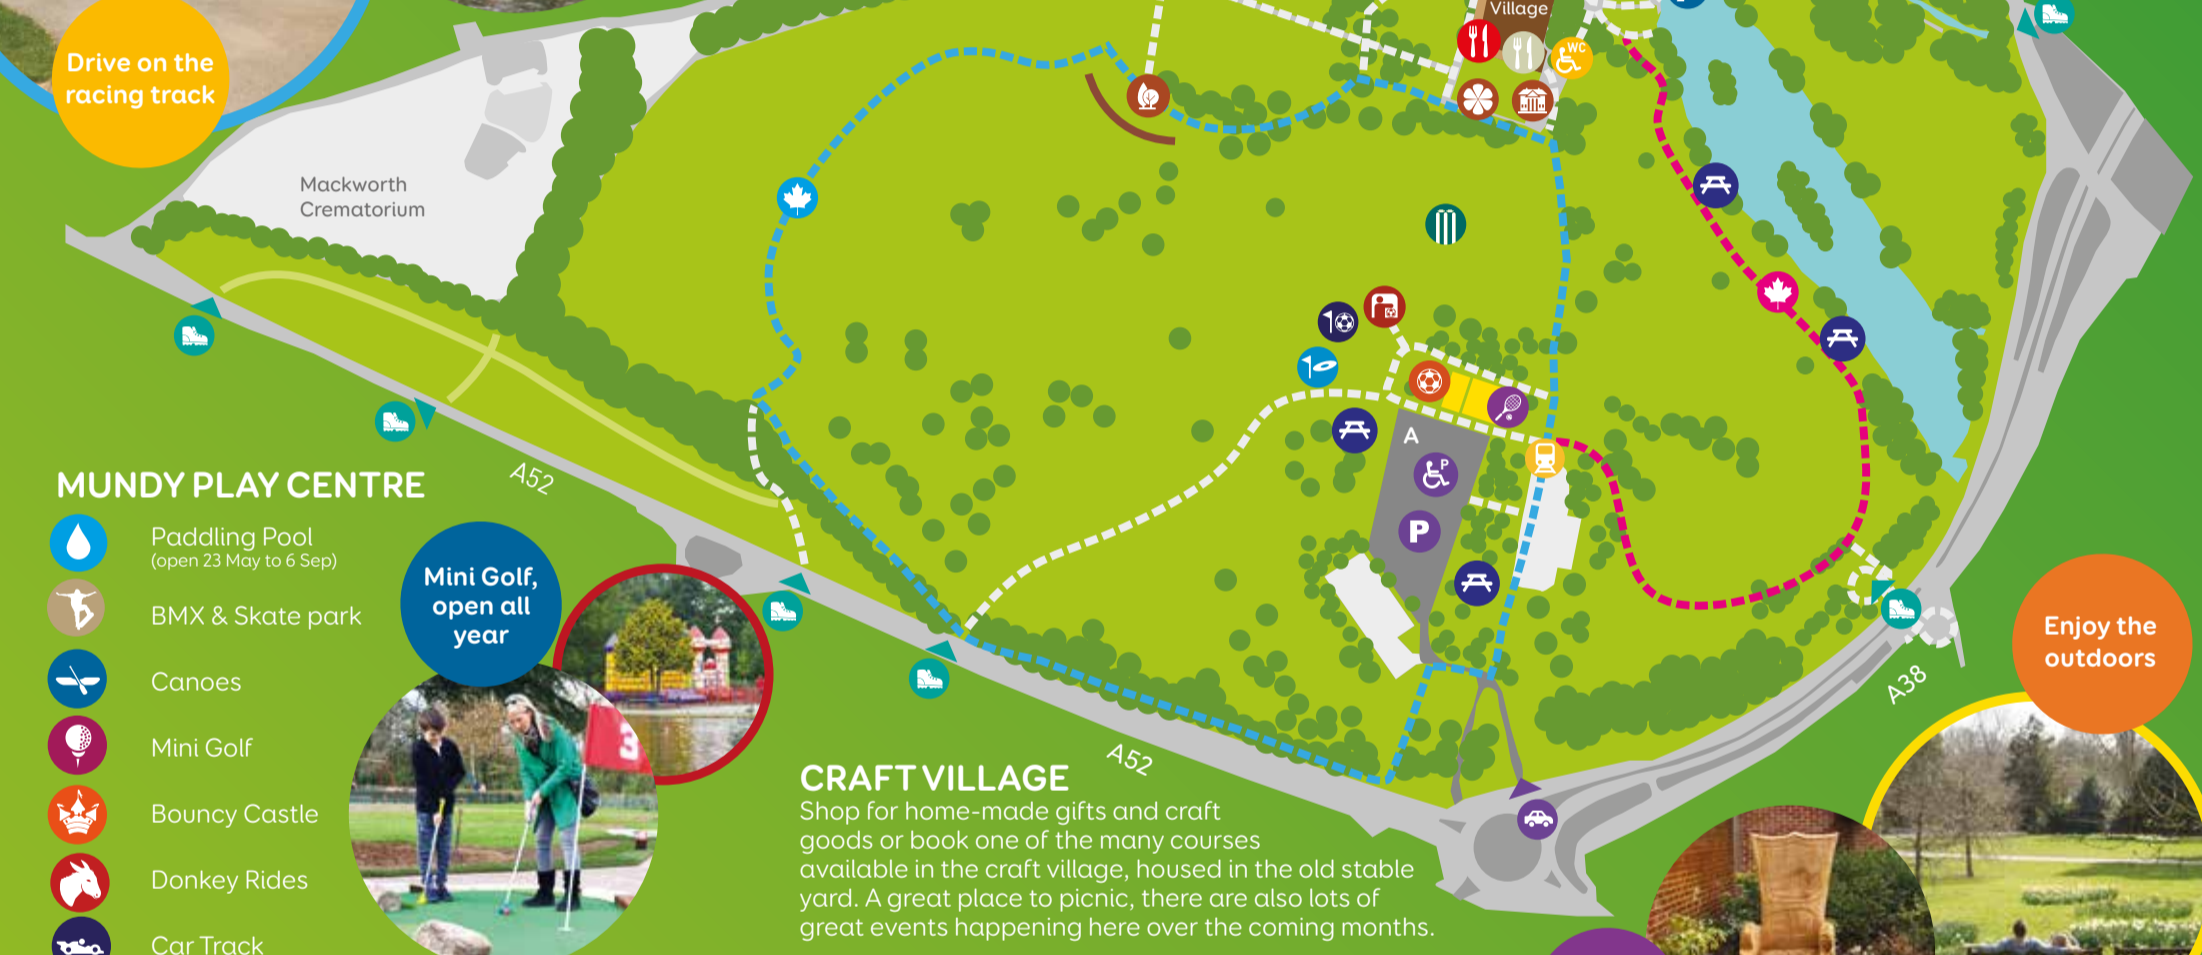 Drive on the
racing track
Village
WC
Mackworth
Crematorium
A
P
P
A52
A52
A38
MUNDY PLAY CENTRE
Paddling Pool
(open 23 May to 6 Sep)
BMX & Skate park
Canoes
Mini Golf
Bouncy Castle
Donkey Rides
Car Track
Mini Golf,
open all
year
3
CRAFT VILLAGE
Shop for home-made gifts and craft
goods or book one of the many courses
available in the craft village, housed in the old stable
yard. A great place to picnic, there are also lots of
great events happening here over the coming months.
Enjoy the
outdoors